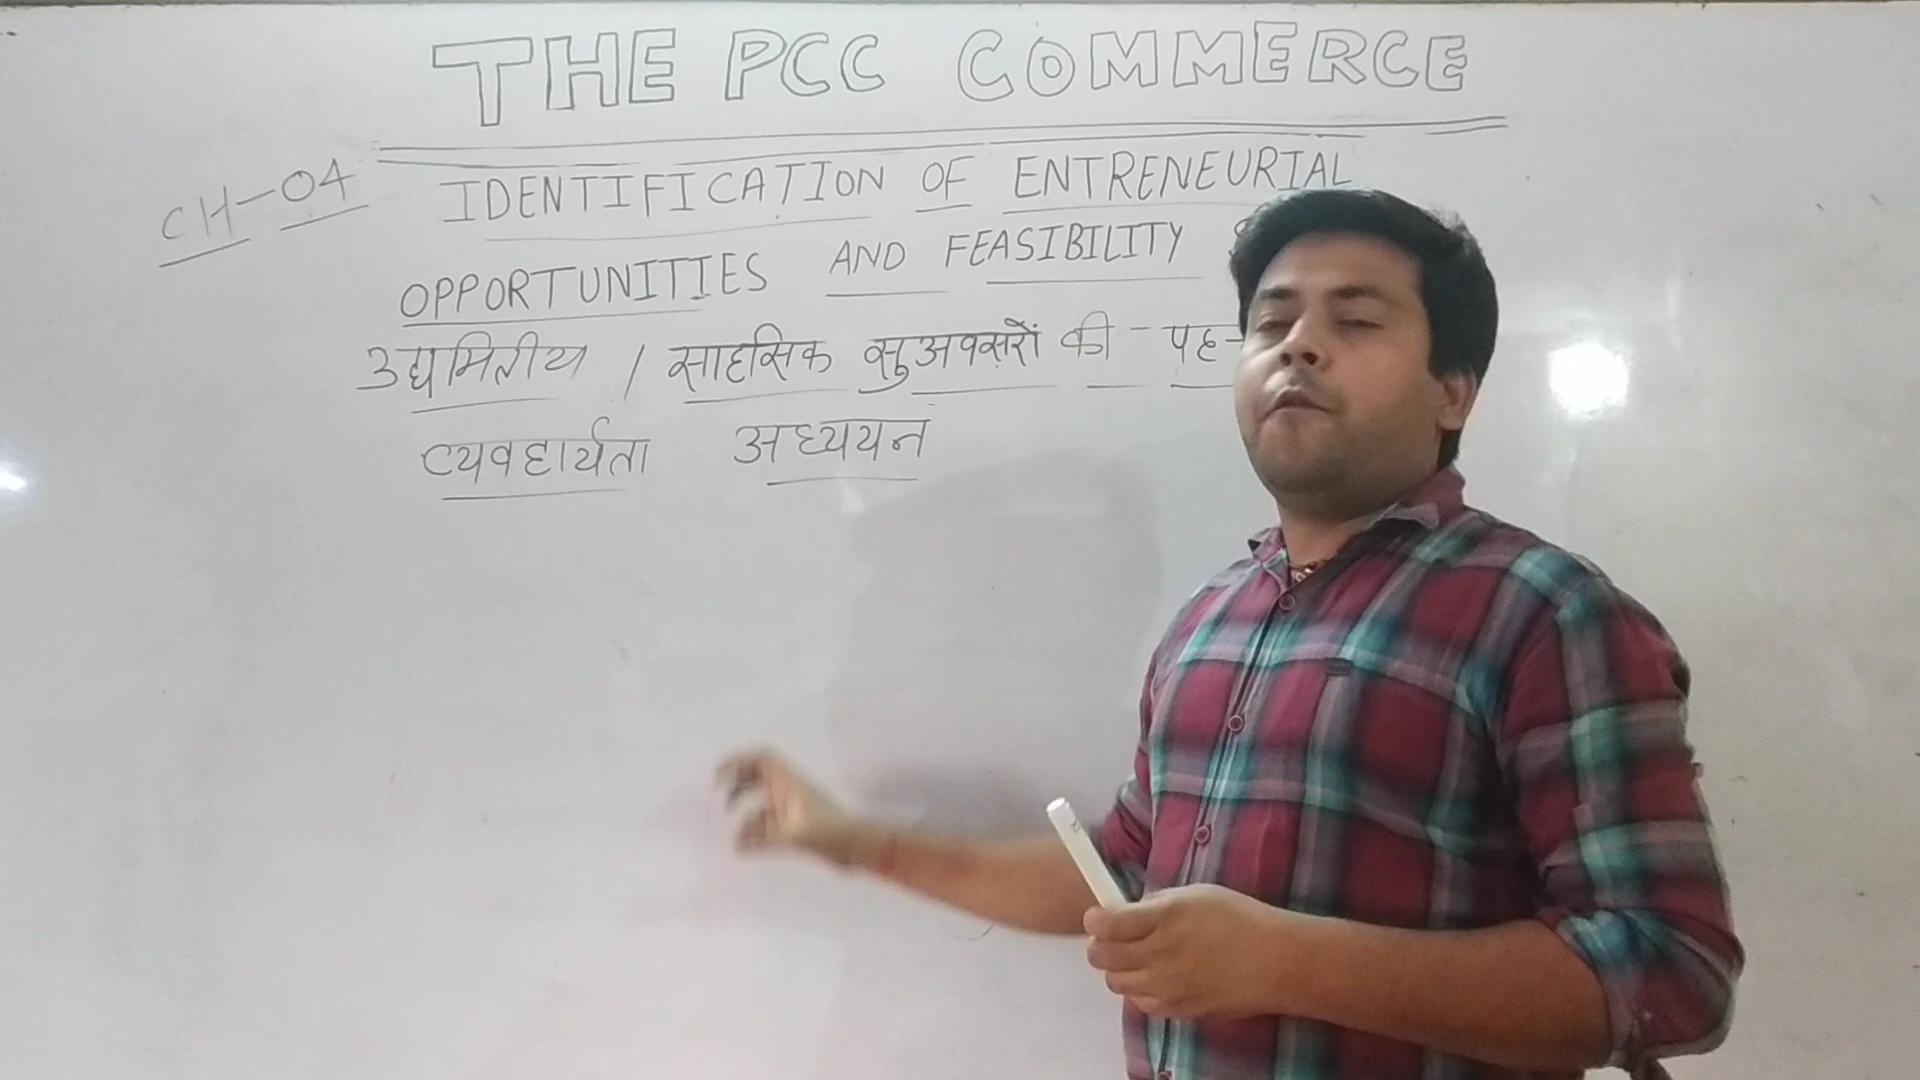 THE PCC COMMERCE
CH-04
IDENTIFICATION OF ENTRENEURIAL
OPPORTUNITIES AND FEASIBILITY
उद्यमितीय / साहसिक सुअवसरों की - पह-
व्यवहार्यता अध्ययन